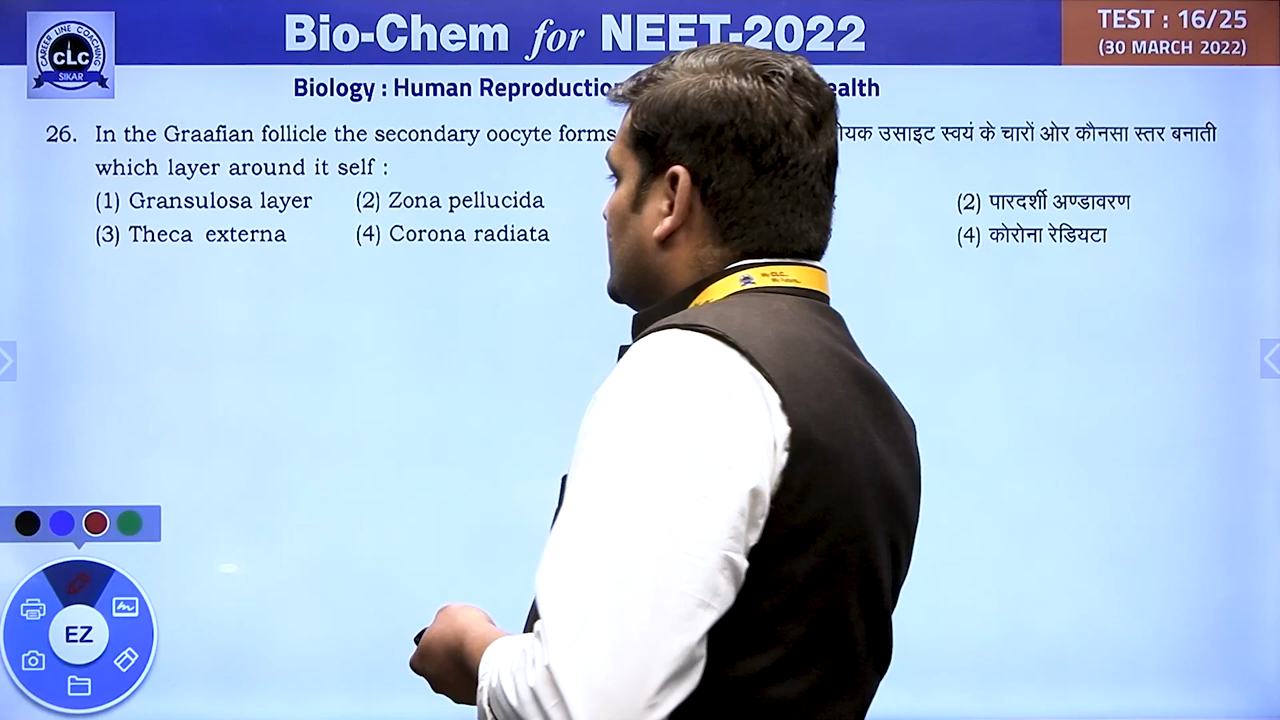 Bio-Chem for NEET-2022
TEST : 16/25
(30 MARCH 2022)
CAREER LINE COACHING
CLC
SIKAR
Biology : Human Reproduction
26. In the Graafian follicle the secondary oocyte forms
which layer around it self :
(1) Gransulosa layer (2) Zona pellucida
(3) Theca externa (4) Corona radiata
उसाइट स्वयं के चारों ओर कौनसा स्तर बनाती
(2) पारदर्शी अण्डावरण
(4) कोरोना रेडियटा
EZ